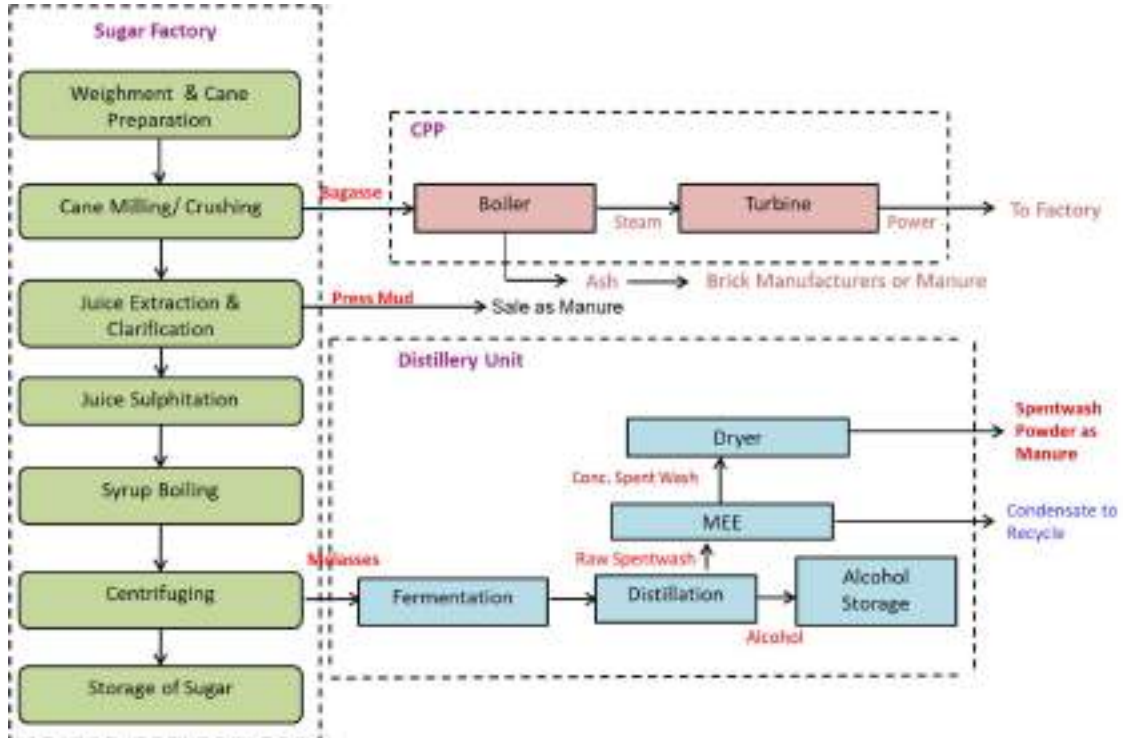 Sugar Factory
Weighment & Cane
Preparation
Cane Milling/ Crushing
Juice Extraction &
Clarification
Juice Sulphitation
Syrup Boiling
Centrifuging
Storage of Sugar
Bagasse
Press Mud
Sale as Manure
Molasses
CPP
Boiler
Steam
Turbine
Power
To Factory
Ash
Brick Manufacturers or Manure
Distillery Unit
Dryer
Spentwash
Powder as
Manure
Conc. Spent Wash
MEE
Condensate to
Recycle
Raw Spentwash
Fermentation
Distillation
Alcohol
Alcohol
Storage